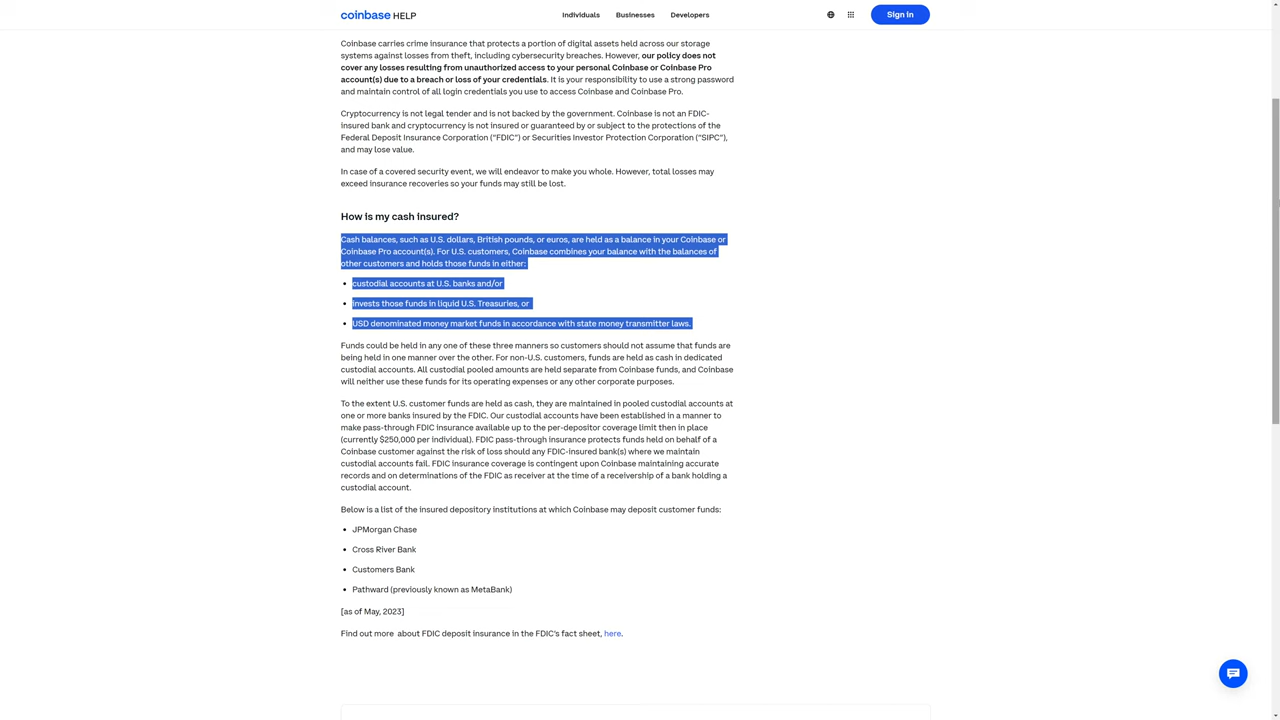 coinbase HELP
Individuals
Businesses
Developers
Sign in
Coinbase carries crime insurance that protects a portion of digital assets held across our storage
systems against losses from theft, including cybersecurity breaches. However, our policy does not
cover any losses resulting from unauthorized access to your personal Coinbase or Coinbase Pro
account(s) due to a breach or loss of your credentials. It is your responsibility to use a strong password
and maintain control of all login credentials you use to access Coinbase and Coinbase Pro.
Cryptocurrency is not legal tender and is not backed by the government. Coinbase is not an FDIC-
insured bank and cryptocurrency is not insured or guaranteed by or subject to the protections of the
Federal Deposit Insurance Corporation ("FDIC") or Securities Investor Protection Corporation ("SIPC"),
and may lose value.
In case of a covered security event, we will endeavor to make you whole. However, total losses may
exceed insurance recoveries so your funds may still be lost.
How is my cash insured?
Cash balances, such as U.S. dollars, British pounds, or euros, are held as a balance in your Coinbase or
Coinbase Pro account(s). For U.S. customers, Coinbase combines your balance with the balances of
other customers and holds those funds in either:
• custodial accounts at U.S. banks and/or
• invests those funds in liquid U.S. Treasuries, or
• USD denominated money market funds in accordance with state money transmitter laws.
Funds could be held in any one of these three manners so customers should not assume that funds are
being held in one manner over the other. For non-U.S. customers, funds are held as cash in dedicated
custodial accounts. All custodial pooled amounts are held separate from Coinbase funds, and Coinbase
will neither use these funds for its operating expenses or any other corporate purposes.
To the extent U.S. customer funds are held as cash, they are maintained in pooled custodial accounts at
one or more banks insured by the FDIC. Our custodial accounts have been established in a manner to
make pass-through FDIC insurance available up to the per-depositor coverage limit then in place
(currently $250,000 per individual). FDIC pass-through insurance protects funds held on behalf of a
Coinbase customer against the risk of loss should any FDIC-insured bank(s) where we maintain
custodial accounts fail. FDIC insurance coverage is contingent upon Coinbase maintaining accurate
records and on determinations of the FDIC as receiver at the time of a receivership of a bank holding a
custodial account.
Below is a list of the insured depository institutions at which Coinbase may deposit customer funds:
• JPMorgan Chase
• Cross River Bank
• Customers Bank
• Pathward (previously known as MetaBank)
[as of May, 2023]
Find out more about FDIC deposit insurance in the FDIC's fact sheet, here.